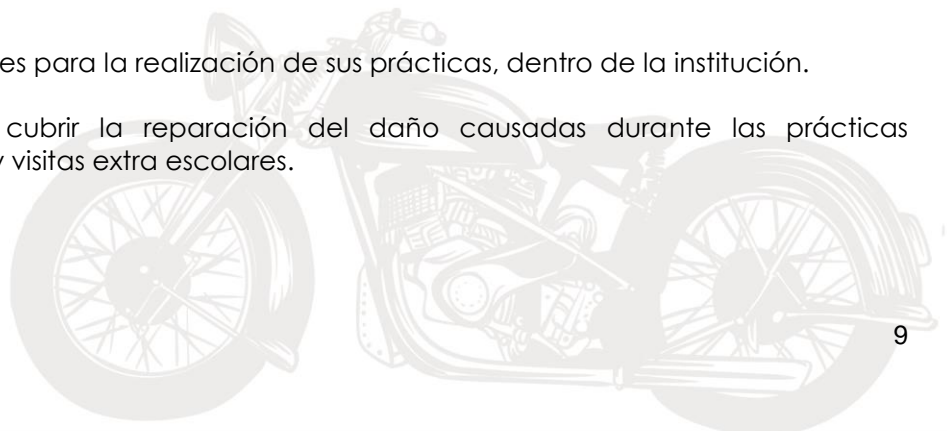 es para la realización de sus prácticas, dentro de la institución.
cubrir la reparación del daño causadas durante las prácticas
y visitas extra escolares.
9